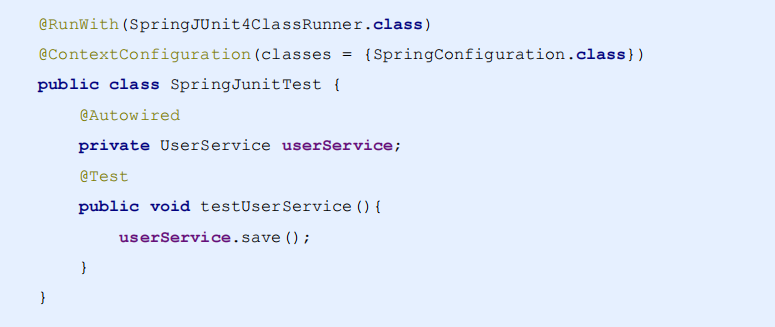 @RunWith(SpringJUnit4ClassRunner.class)
@ContextConfiguration(classes = {SpringConfiguration.class})
public class SpringJunitTest {
    @Autowired
    private UserService userService;
    @Test
    public void testUserService(){
        userService.save();
    }
}